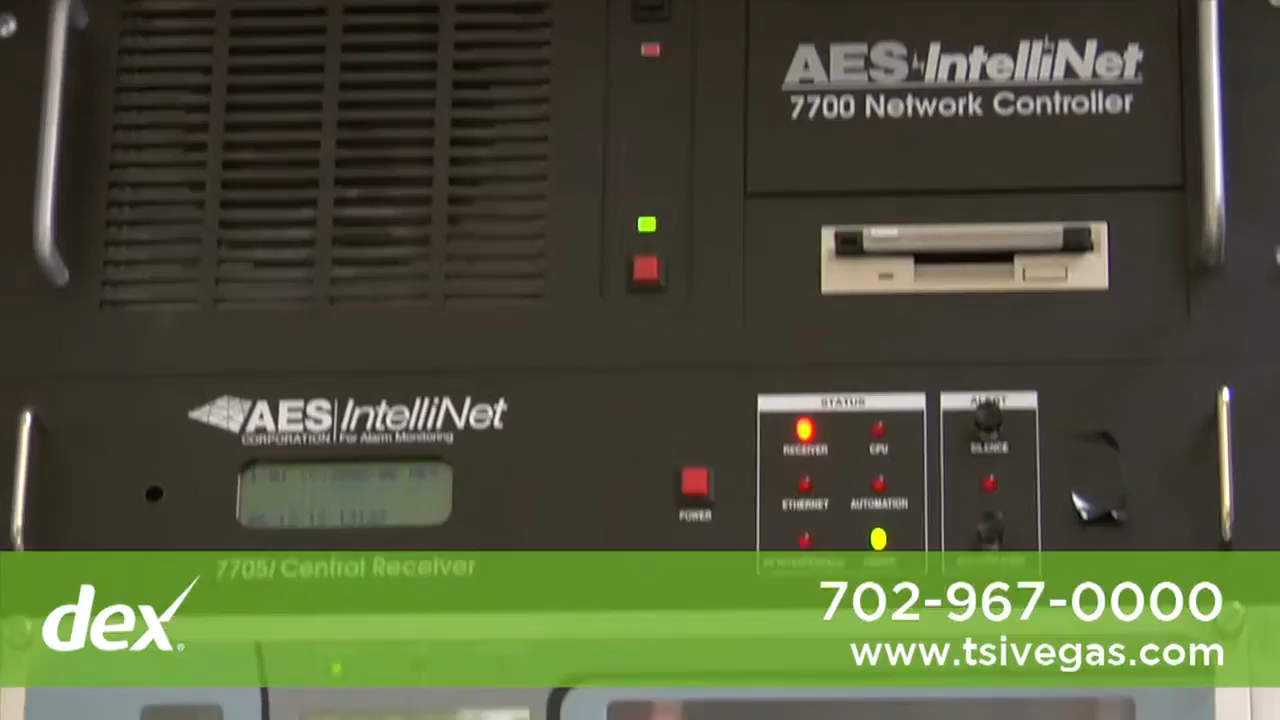 AES-IntelliNet
7700 Network Controller
AES IntelliNet
CORPORATION For Alarm Monitoring
STATUS
ALERT
RECEIVER
CPU
SILENCE
ETHERNET
AUTOMATION
POWER
7705i Central Receiver
dex
702-967-0000
www.tsivegas.com